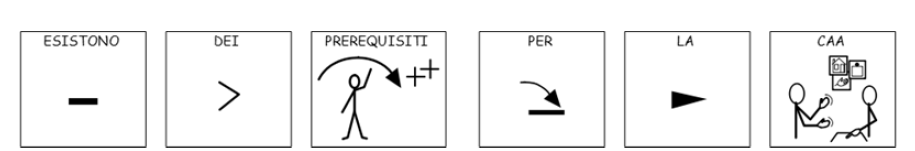 ESISTONO DEI PREREQUISITI PER LA CAA